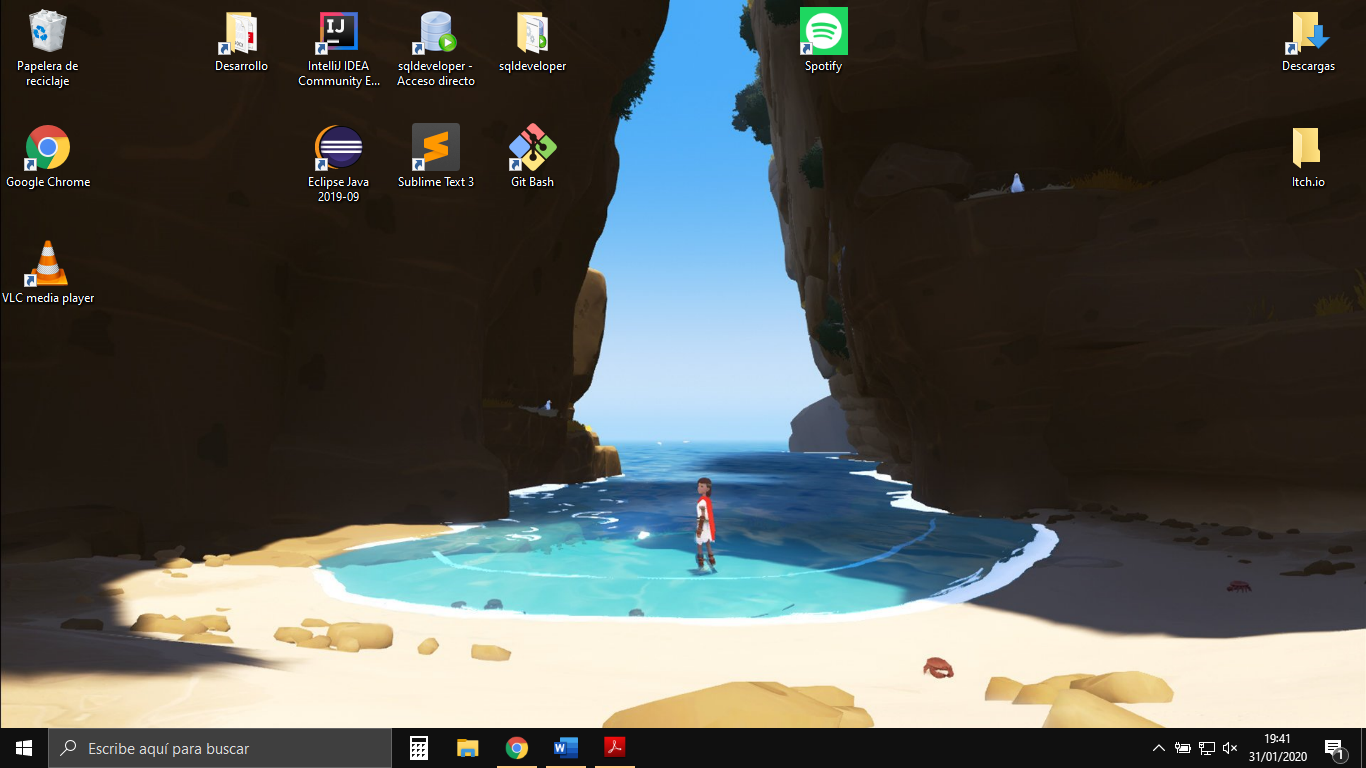 Papelera de
reciclaje
Desarrollo
IntelliJ IDEA
Community E...
sqldeveloper -
Acceso directo
sqldeveloper
Spotify
Descargas
Google Chrome
Eclipse Java
2019-09
Sublime Text 3
Git Bash
Itch.io
VLC media player
Escribe aquí para buscar
19:41
31/01/2020
1